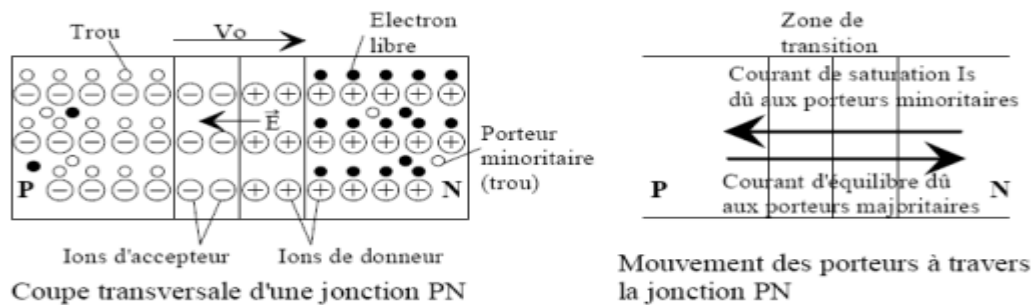 Trou
Vo
Electron
libre
E
Porteur
minoritaire
(trou)
P
N
Ions d'accepteur
Ions de donneur
Coupe transversale d'une jonction PN
Zone de
transition
Courant de saturation Is
dû aux porteurs minoritaires
P
N
Courant d'équilibre dû
aux porteurs majoritaires
Mouvement des porteurs à travers
la jonction PN